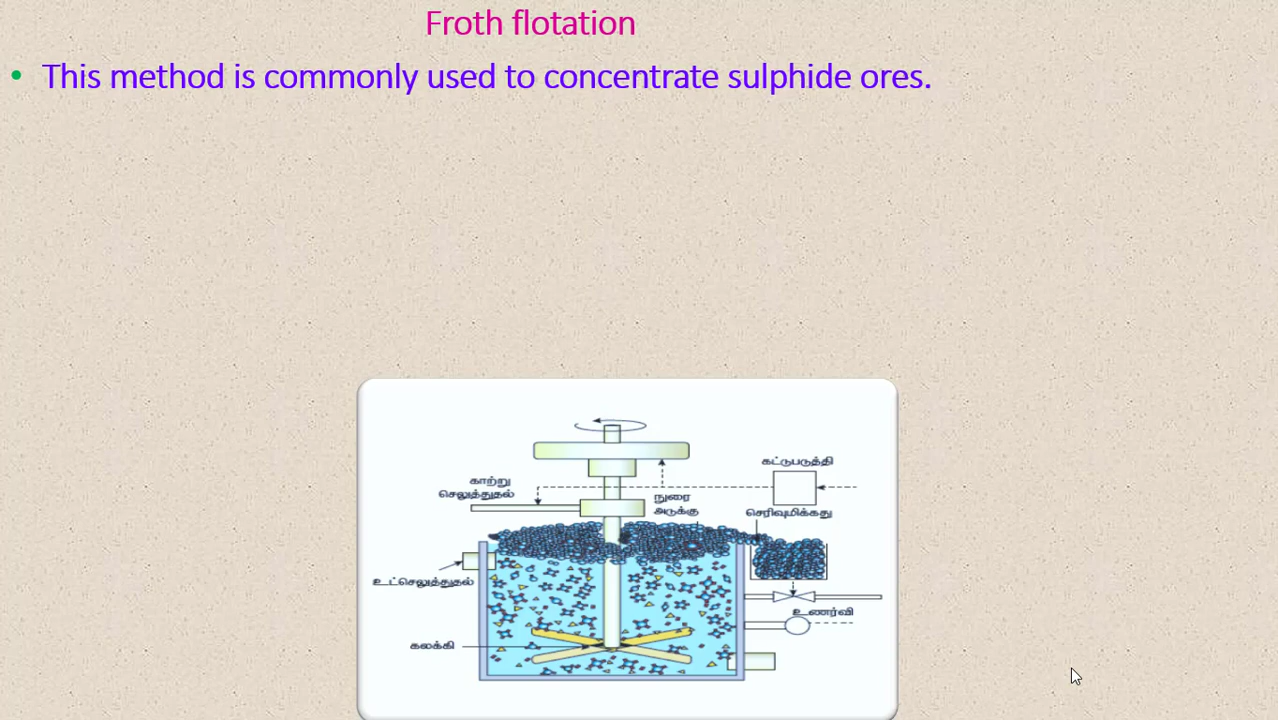 Froth flotation
• This method is commonly used to concentrate sulphide ores.
கட்டுபடுத்தி
காற்று
செலுத்துதல்
நுரை
அடுக்கு
செரிவுமிக்கது
உட்செலுத்துதல்
உணர்வி
கலக்கி